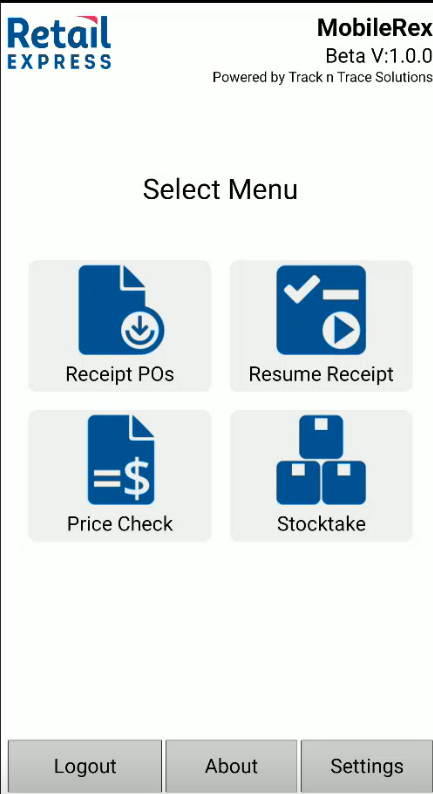 Retail
EXPRESS
MobileRex
Beta V:1.0.0
Powered by Track n Trace Solutions
Select Menu
Receipt POs
Resume Receipt
=$
Price Check
Stocktake
Logout
About
Settings